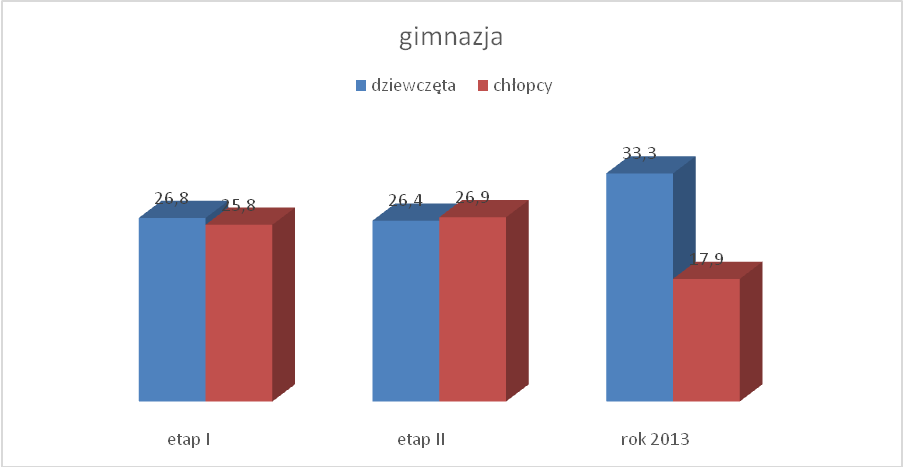 gimnazja
dziewczęta chłopcy
33,3
26,8 25,8 26,4 26,9
17,9
etap I etap II rok 2013